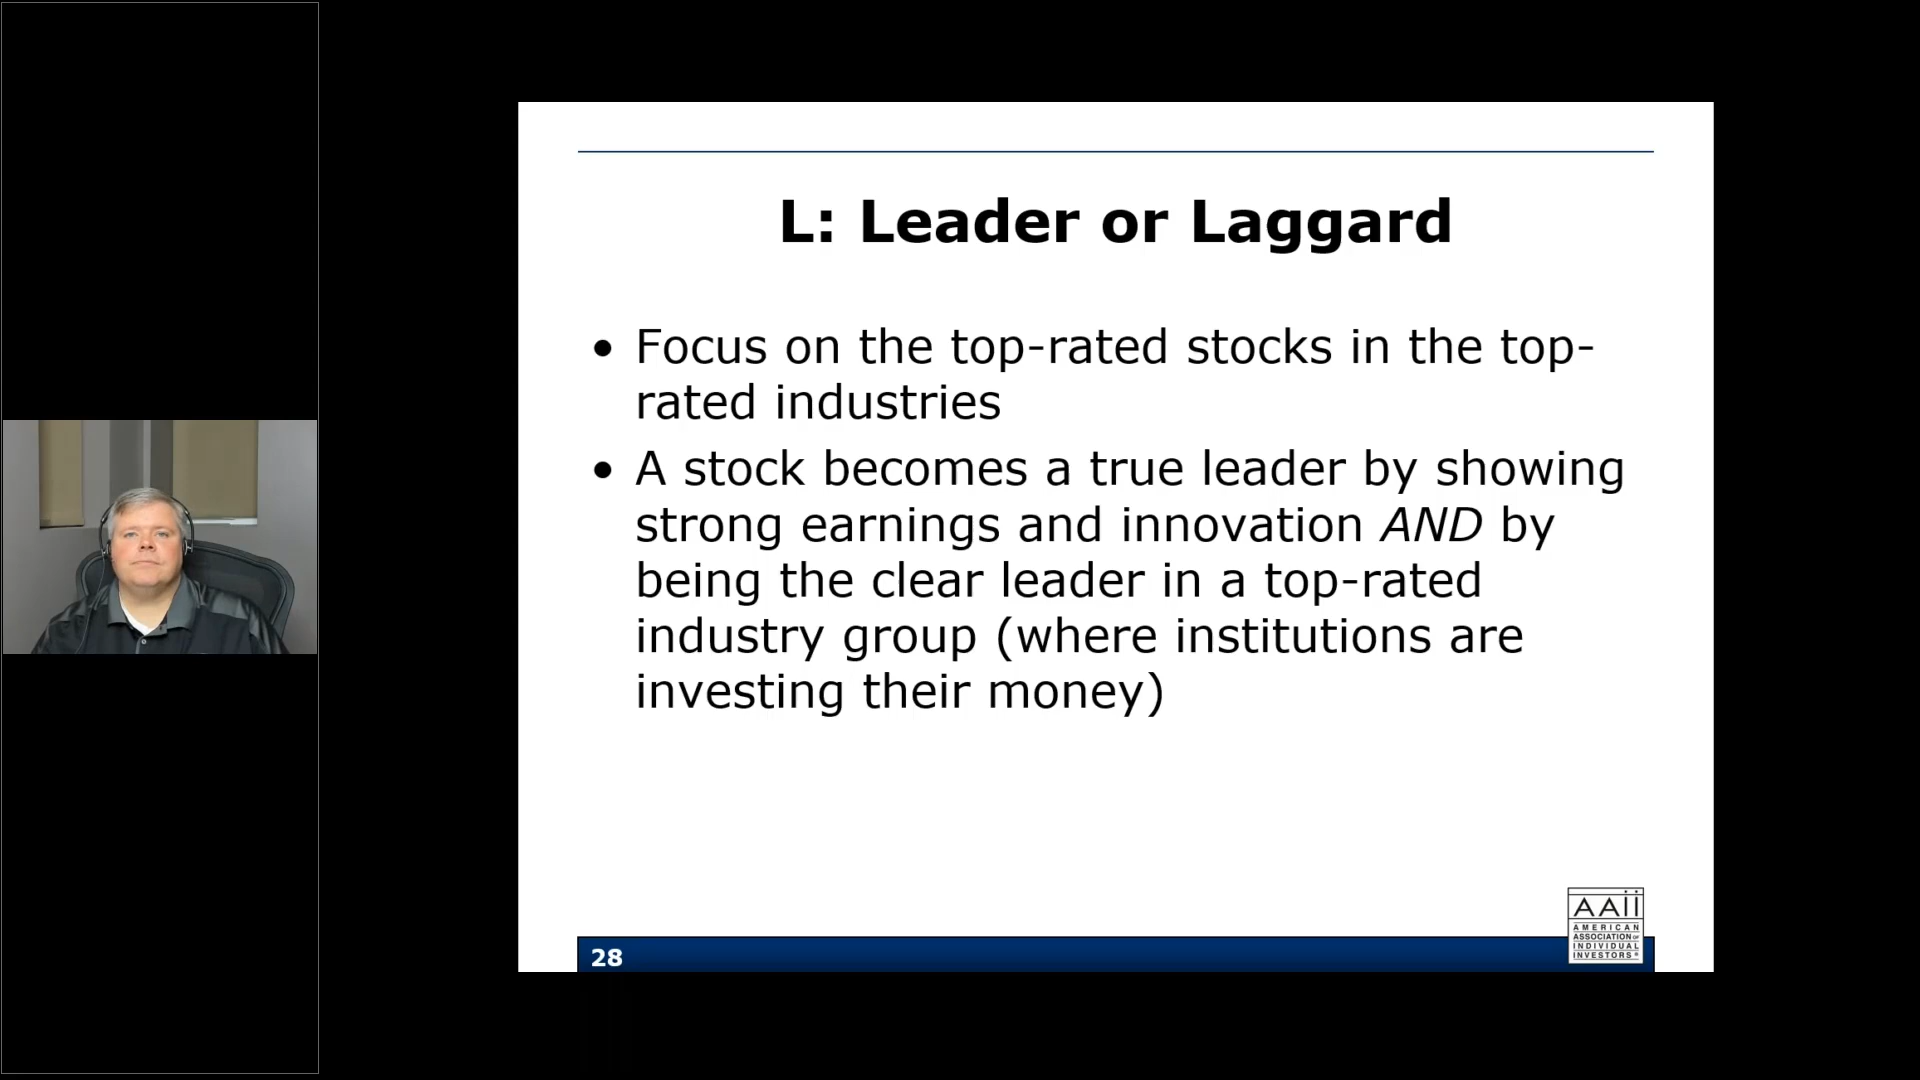 L: Leader or Laggard
• Focus on the top-rated stocks in the top-
rated industries
• A stock becomes a true leader by showing
strong earnings and innovation AND by
being the clear leader in a top-rated
industry group (where institutions are
investing their money)
28
AAII
AMERICAN
ASSOCIATION OF
INDIVIDUAL
INVESTORS®